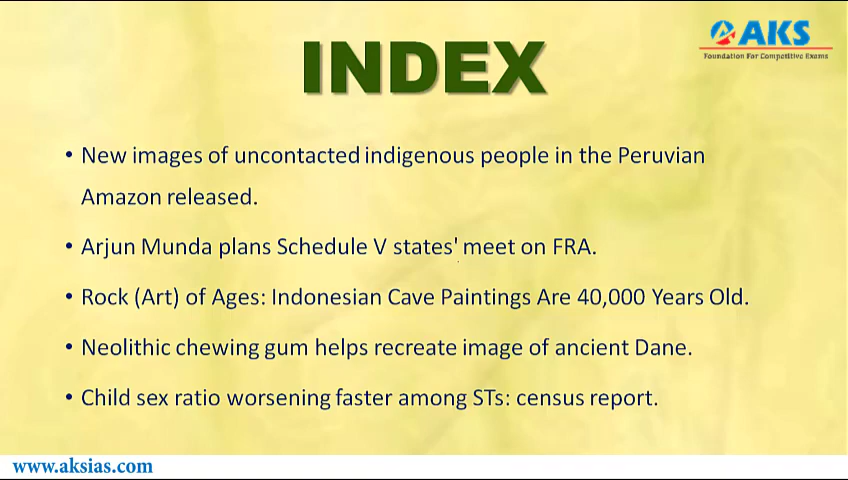 INDEX
AKS
Foundation For Competitive Exams
• New images of uncontacted indigenous people in the Peruvian
Amazon released.
• Arjun Munda plans Schedule V states' meet on FRA.
• Rock (Art) of Ages: Indonesian Cave Paintings Are 40,000 Years Old.
• Neolithic chewing gum helps recreate image of ancient Dane.
• Child sex ratio worsening faster among STs: census report.
www.aksias.com